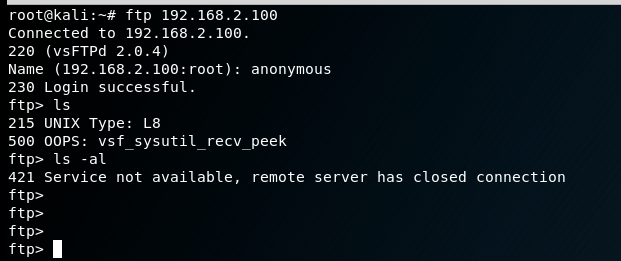 root@kali:~# ftp 192.168.2.100
Connected to 192.168.2.100.
220 (vsFTPd 2.0.4)
Name (192.168.2.100:root): anonymous
230 Login successful.
ftp> ls
215 UNIX Type: L8
500 OOPS: vsf_sysutil_recv_peek
ftp> ls -al
421 Service not available, remote server has closed connection
ftp>
ftp>
ftp>
ftp>